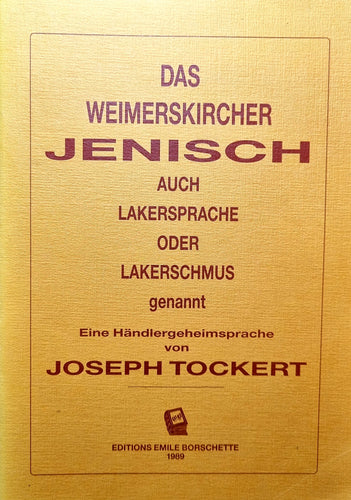 DAS
WEIMERSKIRCHER
JENISCH
AUCH
LAKERSPRACHE
ODER
LAKERSCHMUS
genannt
Eine Händlergeheimsprache
von
JOSEPH TOCKERT
EDITIONS EMILE BORSCHETTE
1989